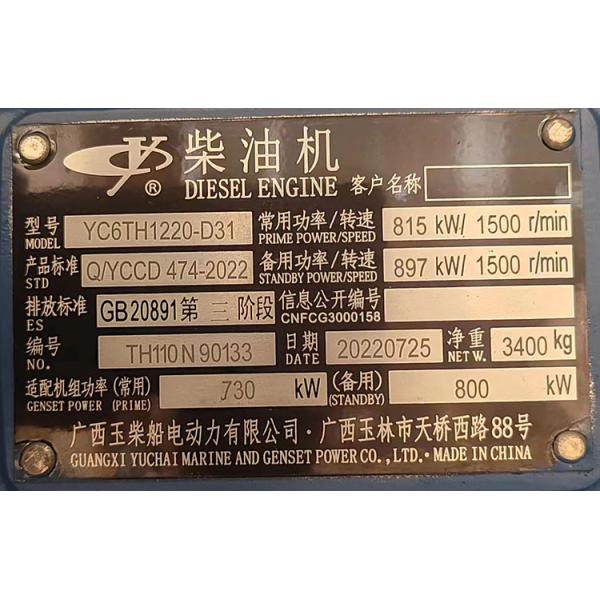 柴油机
DIESEL ENGINE 客户名称
®
型号 YC6TH1220-D31 常用功率/转速 815 kW/ 1500 r/min
MODEL PRIME POWER/SPEED
产品标准 Q/YCCD 474-2022 备用功率/转速 897 kW/ 1500 r/min
STD STANDBY POWER/SPEED
排放标准 GB20891第 三 阶段 信息公开编号
ES CNFCG3000158
编号 TH110N90133 日期 20220725 净重 3400 kg
NO. DATE NET W.
适配机组功率（常用） 730 kW （备用） 800 kW
GENSET POWER (PRIME) (STANDBY)
广西玉柴船电动力有限公司·广西玉林市天桥西路88号
GUANGXI YUCHAI MARINE AND GENSET POWER CO.,LTD.·MADE IN CHINA